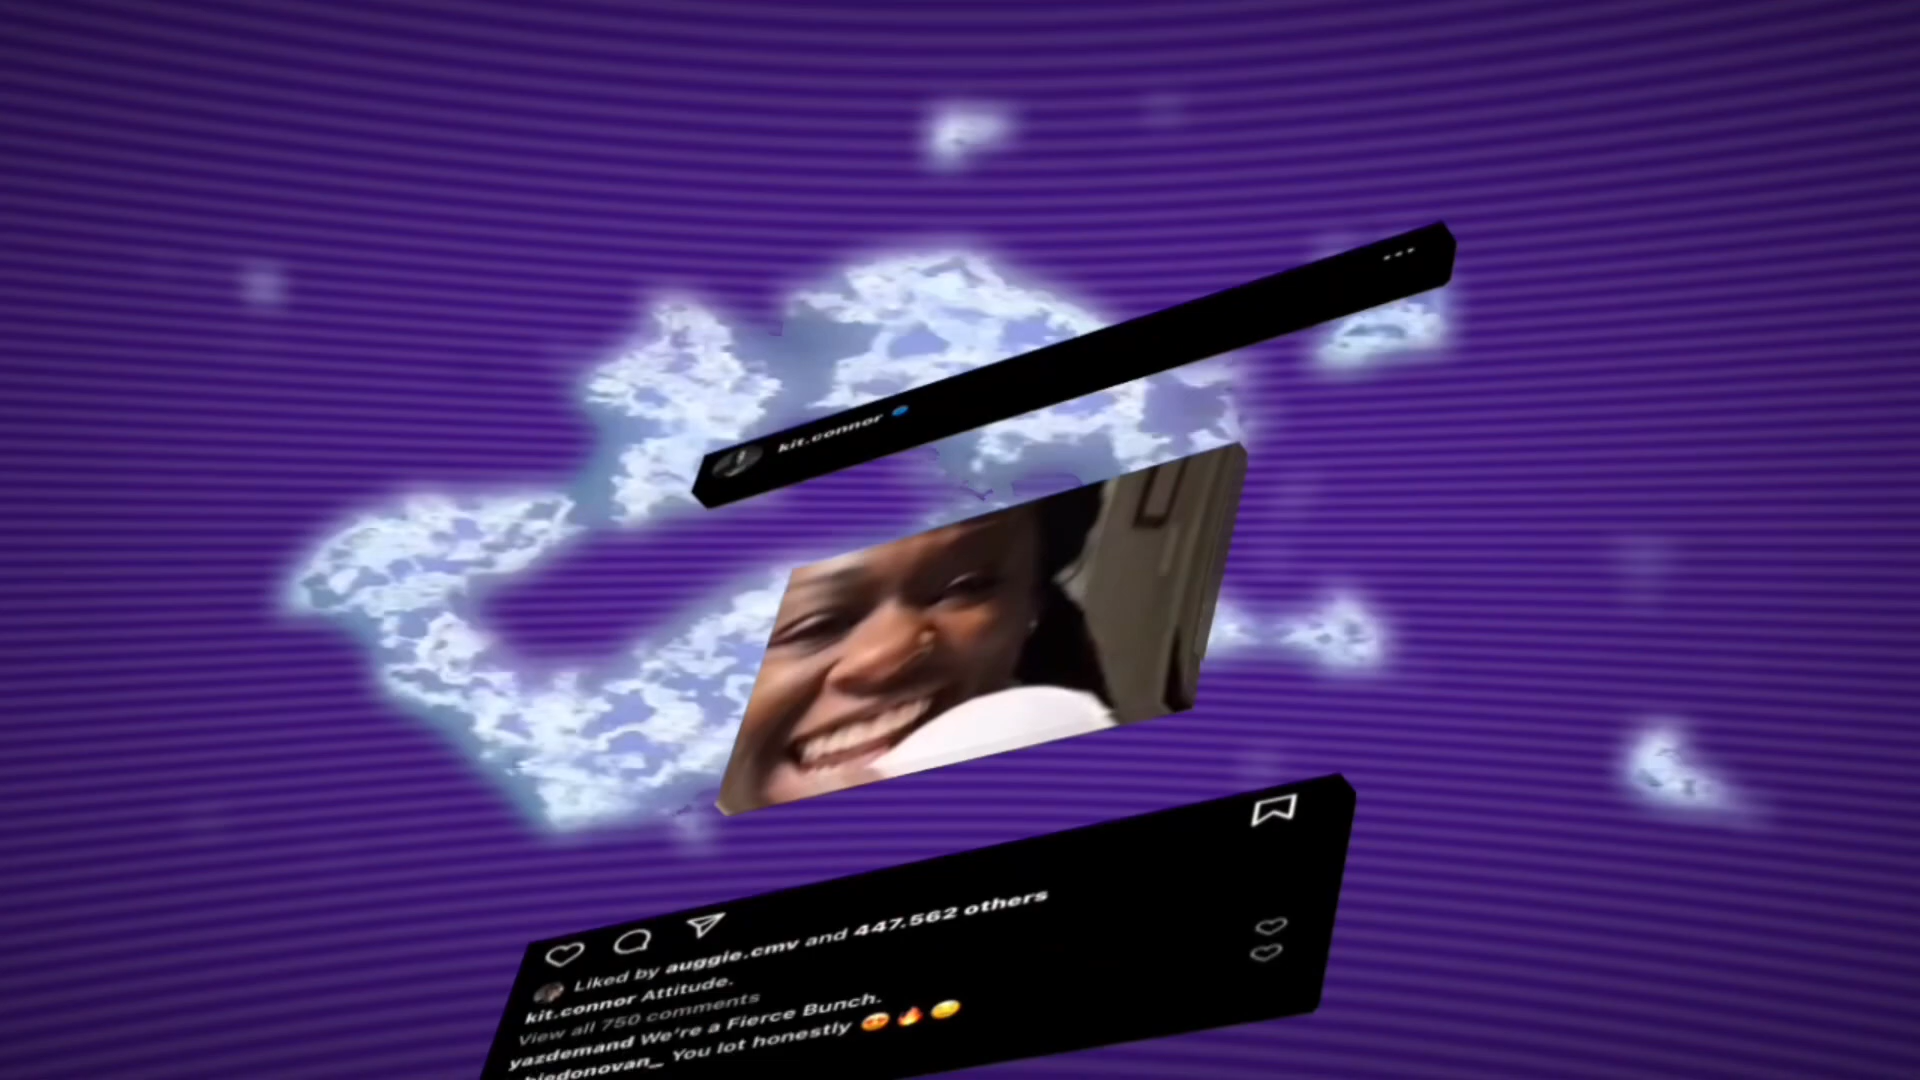 kit.connor
Liked by auggie.cmv and 447.562 others
kit.connor Attitude.
View all 750 comments
yazdemand We're a Fierce Bunch.
You lot honestly 😍🔥😊